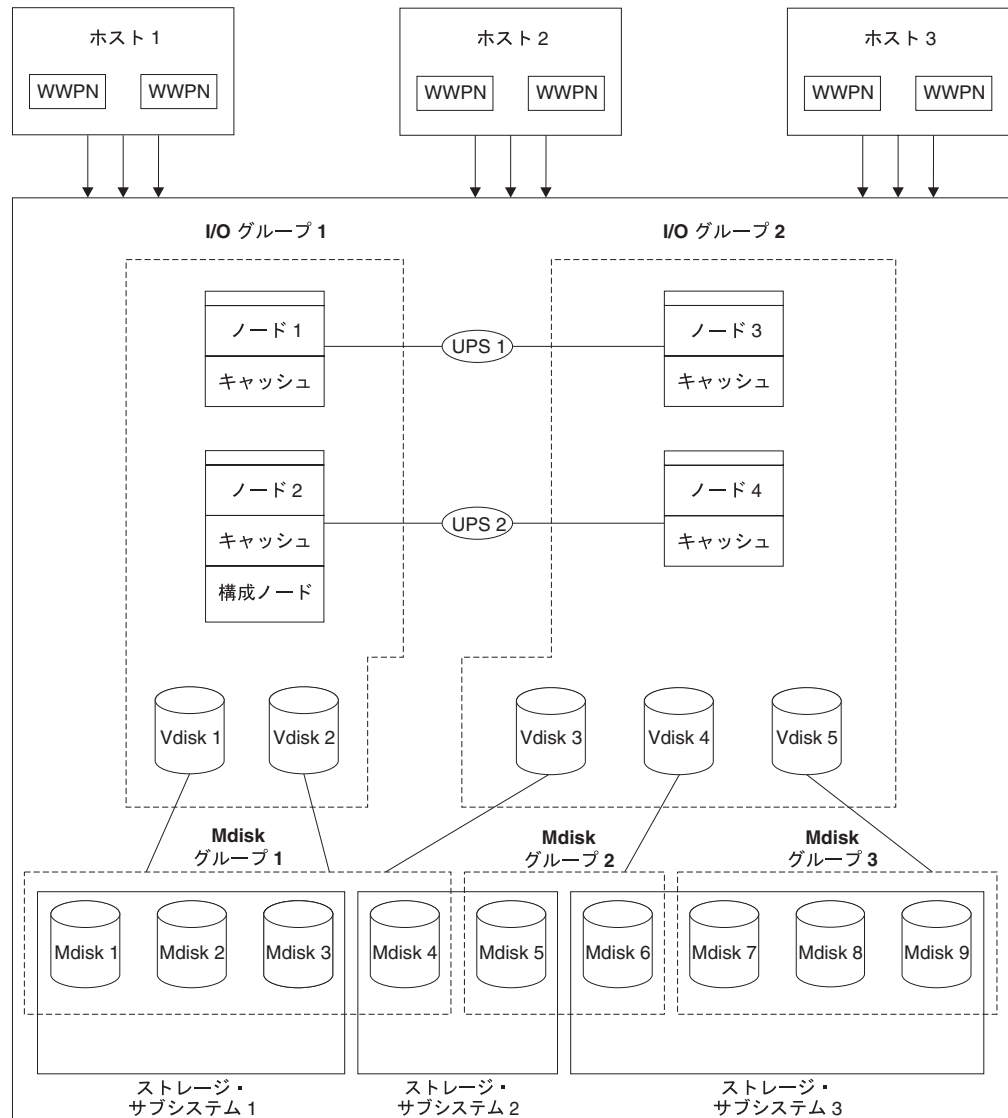 ホスト 1
WWPN
WWPN
ホスト 2
WWPN
WWPN
ホスト 3
WWPN
WWPN
I/O グループ 1
I/O グループ 2
ノード 1
キャッシュ
UPS 1
ノード 3
キャッシュ
ノード 2
キャッシュ
構成ノード
UPS 2
ノード 4
キャッシュ
Vdisk 1
Vdisk 2
Vdisk 3
Vdisk 4
Vdisk 5
Mdisk
グループ 1
Mdisk
グループ 2
Mdisk
グループ 3
Mdisk 1
Mdisk 2
Mdisk 3
Mdisk 4
Mdisk 5
Mdisk 6
Mdisk 7
Mdisk 8
Mdisk 9
ストレージ・
サブシステム 1
ストレージ・
サブシステム 2
ストレージ・
サブシステム 3